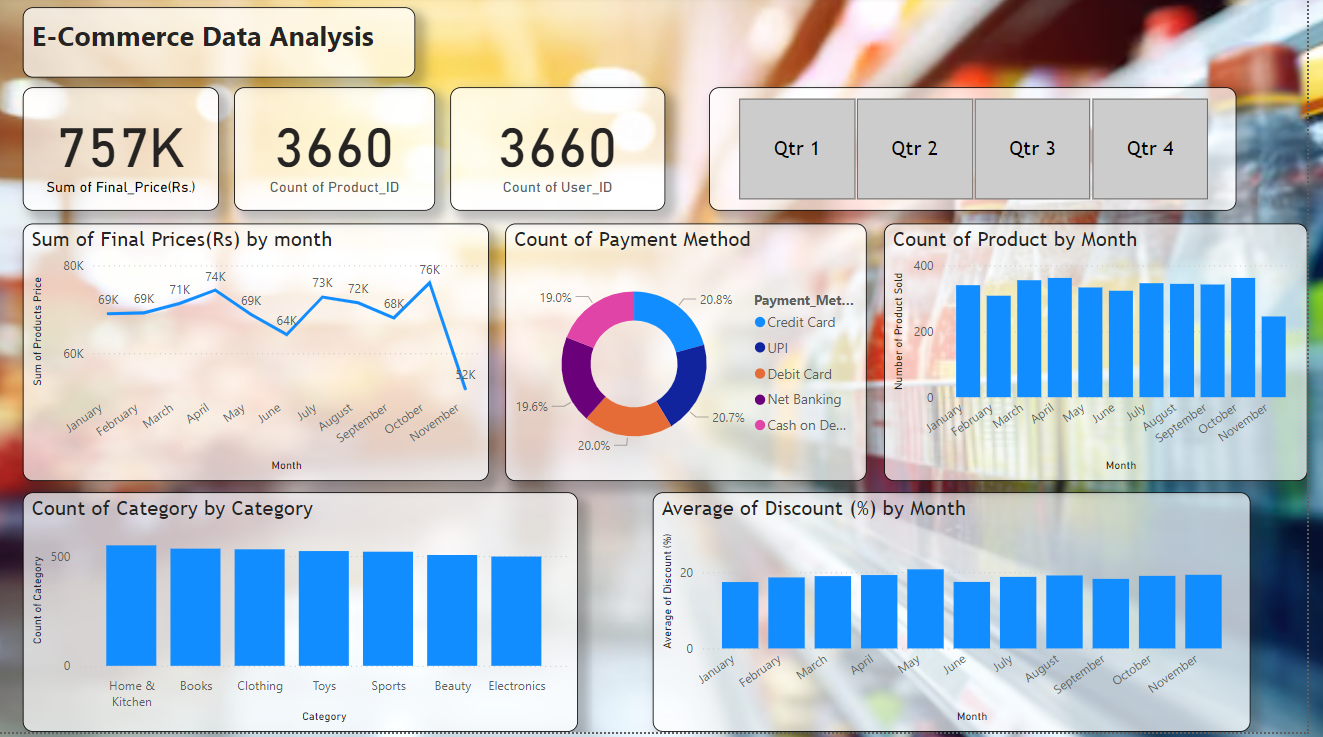 E-Commerce Data Analysis
757K
Sum of Final_Price(Rs.)
3660
Count of Product_ID
3660
Count of User_ID
Qtr 1
Qtr 2
Qtr 3
Qtr 4
Sum of Final Prices(Rs) by month
Sum of Products Price
80K
60K
69K
69K
71K
74K
69K
64K
73K
72K
68K
76K
52K
January
February
March
April
May
June
July
August
September
October
November
Month
Count of Payment Method
19.0%
20.8%
19.6%
20.7%
20.0%
Payment_Met...
Credit Card
UPI
Debit Card
Net Banking
Cash on De...
Count of Product by Month
Number of Product Sold
400
200
0
January
February
March
April
May
June
July
August
September
October
November
Month
Count of Category by Category
Count of Category
500
0
Home &
Kitchen
Books
Clothing
Toys
Sports
Beauty
Electronics
Category
Average of Discount (%) by Month
Average of Discount (%)
20
0
January
February
March
April
May
June
July
August
September
October
November
Month